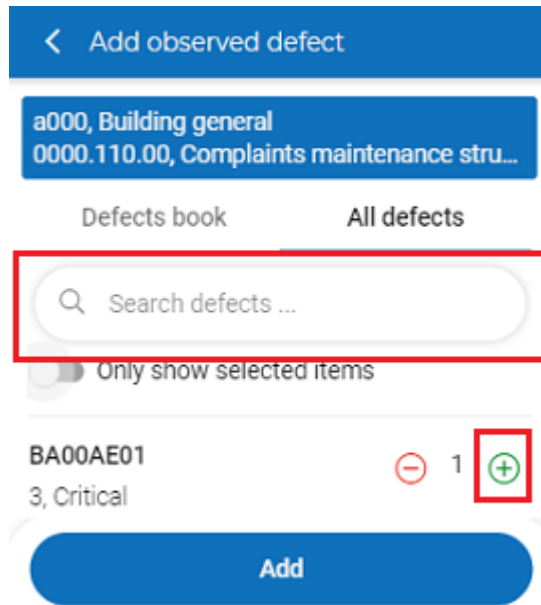 Add observed defect
a000, Building general
0000.110.00, Complaints maintenance stru...
Defects book
All defects
Search defects ...
Only show selected items
BA00AE01
1
3, Critical
Add